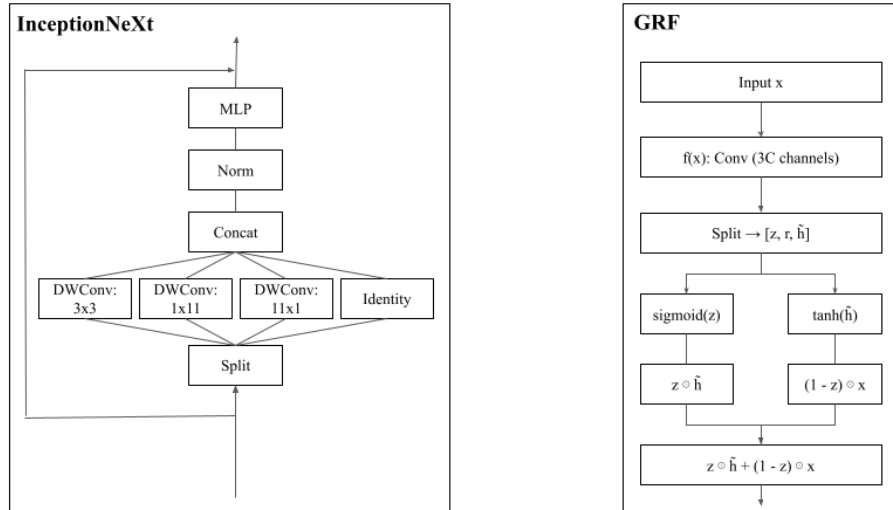 InceptionNeXt
MLP
Norm
Concat
DWConv:
3x3
DWConv:
1x11
DWConv:
11x1
Identity
Split
GRF
Input x
f(x): Conv (3C channels)
Split → [z, r, h̃]
sigmoid(z)
tanh(h̃)
z ⊙ h̃
(1 - z) ⊙ x
z ⊙ h̃ + (1 - z) ⊙ x